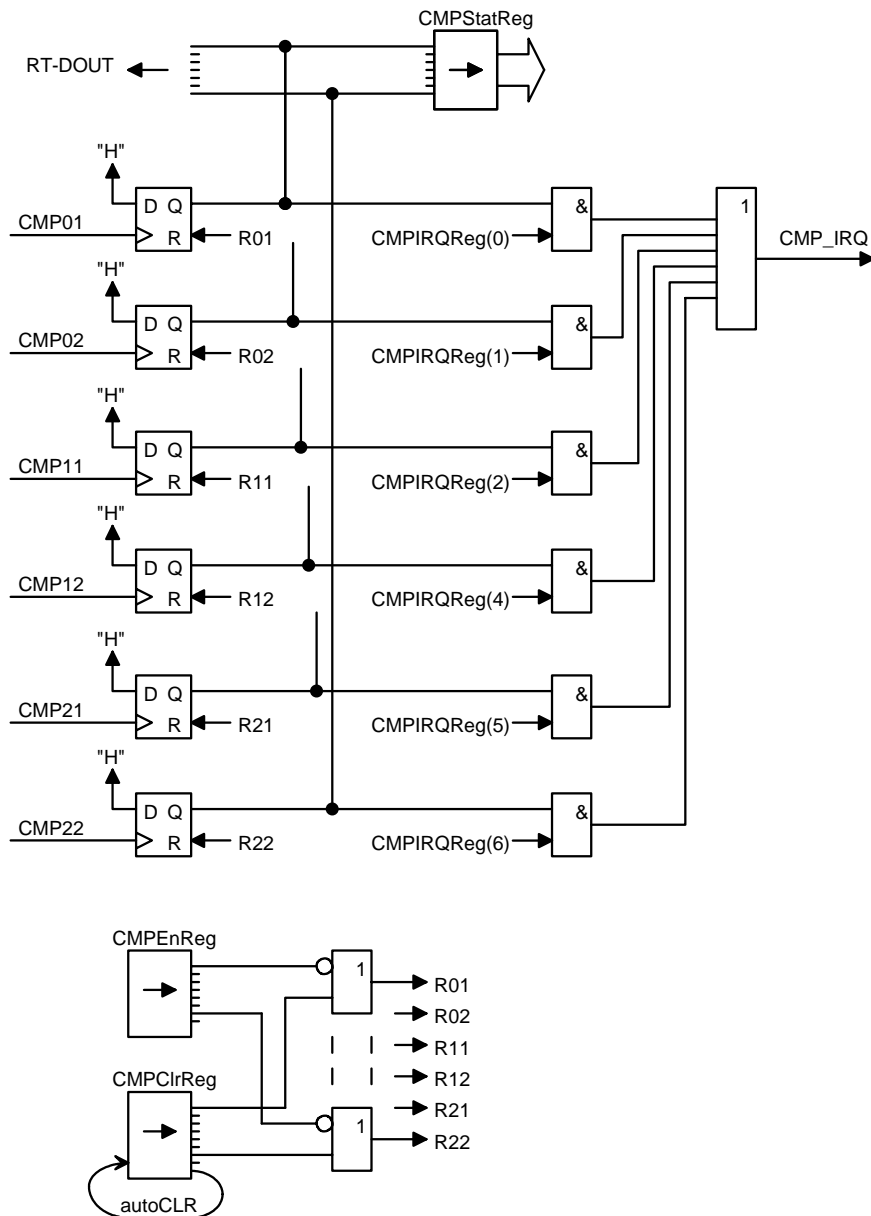 CMPStatReg
RT-DOUT
"H"
D Q
&
1
CMP01
R
R01
CMPIRQReg(0)
CMP_IRQ
"H"
D Q
&
CMP02
R
R02
CMPIRQReg(1)
"H"
D Q
&
CMP11
R
R11
CMPIRQReg(2)
"H"
D Q
&
CMP12
R
R12
CMPIRQReg(4)
"H"
D Q
&
CMP21
R
R21
CMPIRQReg(5)
"H"
D Q
&
CMP22
R
R22
CMPIRQReg(6)
CMPEnReg
1
R01
R02
R11
R12
CMPClrReg
R21
1
R22
autoCLR